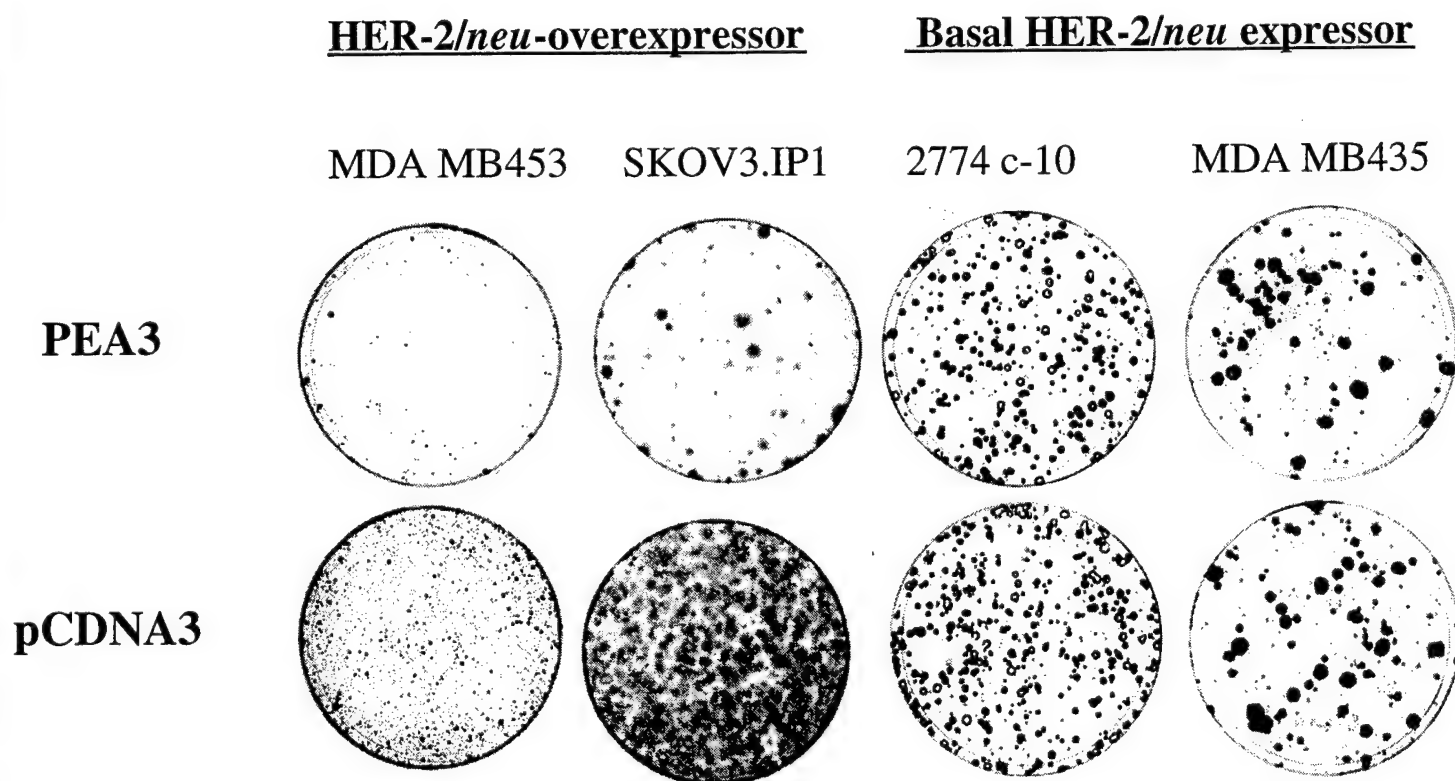 HER-2/neu-overexpressor Basal HER-2/neu expressor
MDA MB453 SKOV3.IP1 2774 c-10 MDA MB435
PEA3
pCDNA3